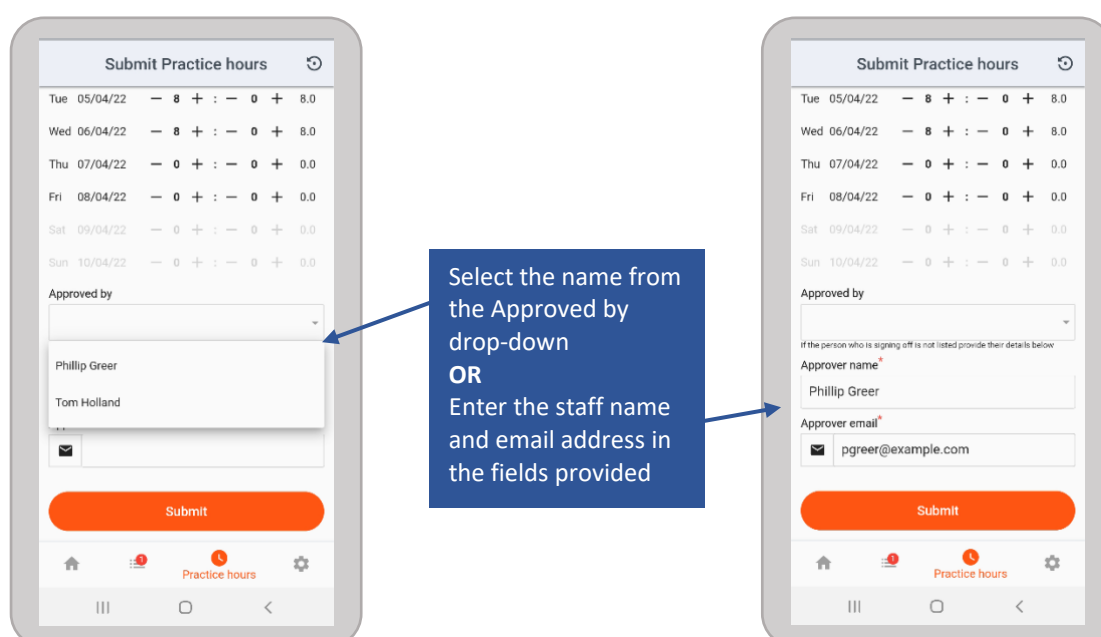 Submit Practice hours
Tue 05/04/22 — 8 + : — 0 + 8.0
Wed 06/04/22 — 8 + : — 0 + 8.0
Thu 07/04/22 — 0 + : — 0 + 0.0
Fri 08/04/22 — 0 + : — 0 + 0.0
Sat 09/04/22 — 0 + : — 0 + 0.0
Sun 10/04/22 — 0 + : — 0 + 0.0
Approved by
Phillip Greer
Tom Holland
Submit
1
Practice hours
Select the name from
the Approved by
drop-down
OR
Enter the staff name
and email address in
the fields provided
Submit Practice hours
Tue 05/04/22 — 8 + : — 0 + 8.0
Wed 06/04/22 — 8 + : — 0 + 8.0
Thu 07/04/22 — 0 + : — 0 + 0.0
Fri 08/04/22 — 0 + : — 0 + 0.0
Sat 09/04/22 — 0 + : — 0 + 0.0
Sun 10/04/22 — 0 + : — 0 + 0.0
Approved by
If the person who is signing off is not listed provide their details below
Approver name*
Phillip Greer
Approver email*
pgreer@example.com
Submit
1
Practice hours